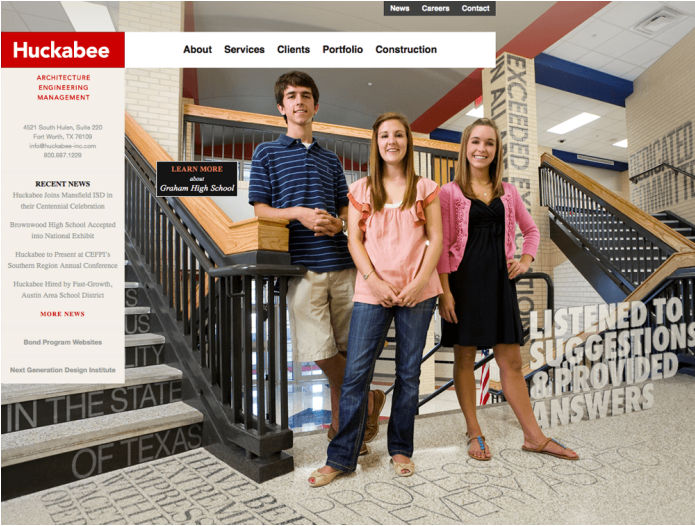 News Careers Contact
Huckabee
About Services Clients Portfolio Construction
ARCHITECTURE
ENGINEERING
MANAGEMENT
4521 South Hulen, Suite 220
Fort Worth, TX 76109
info@huckabee-inc.com
800.687.1229
RECENT NEWS
Huckabee Joins Mansfield ISD in
their Centennial Celebration
Brownwood High School Accepted
into National Exhibit
Huckabee to Present at CEFPI's
Southern Region Annual Conference
Huckabee Hired by Fast-Growth,
Austin Area School District
MORE NEWS
Bond Program Websites
Next Generation Design Institute
LEARN MORE
about
Graham High School
EXCEEDED
IN THE STATE
OF TEXAS
LISTENED TO
SUGGESTIONS
& PROVIDED
ANSWERS